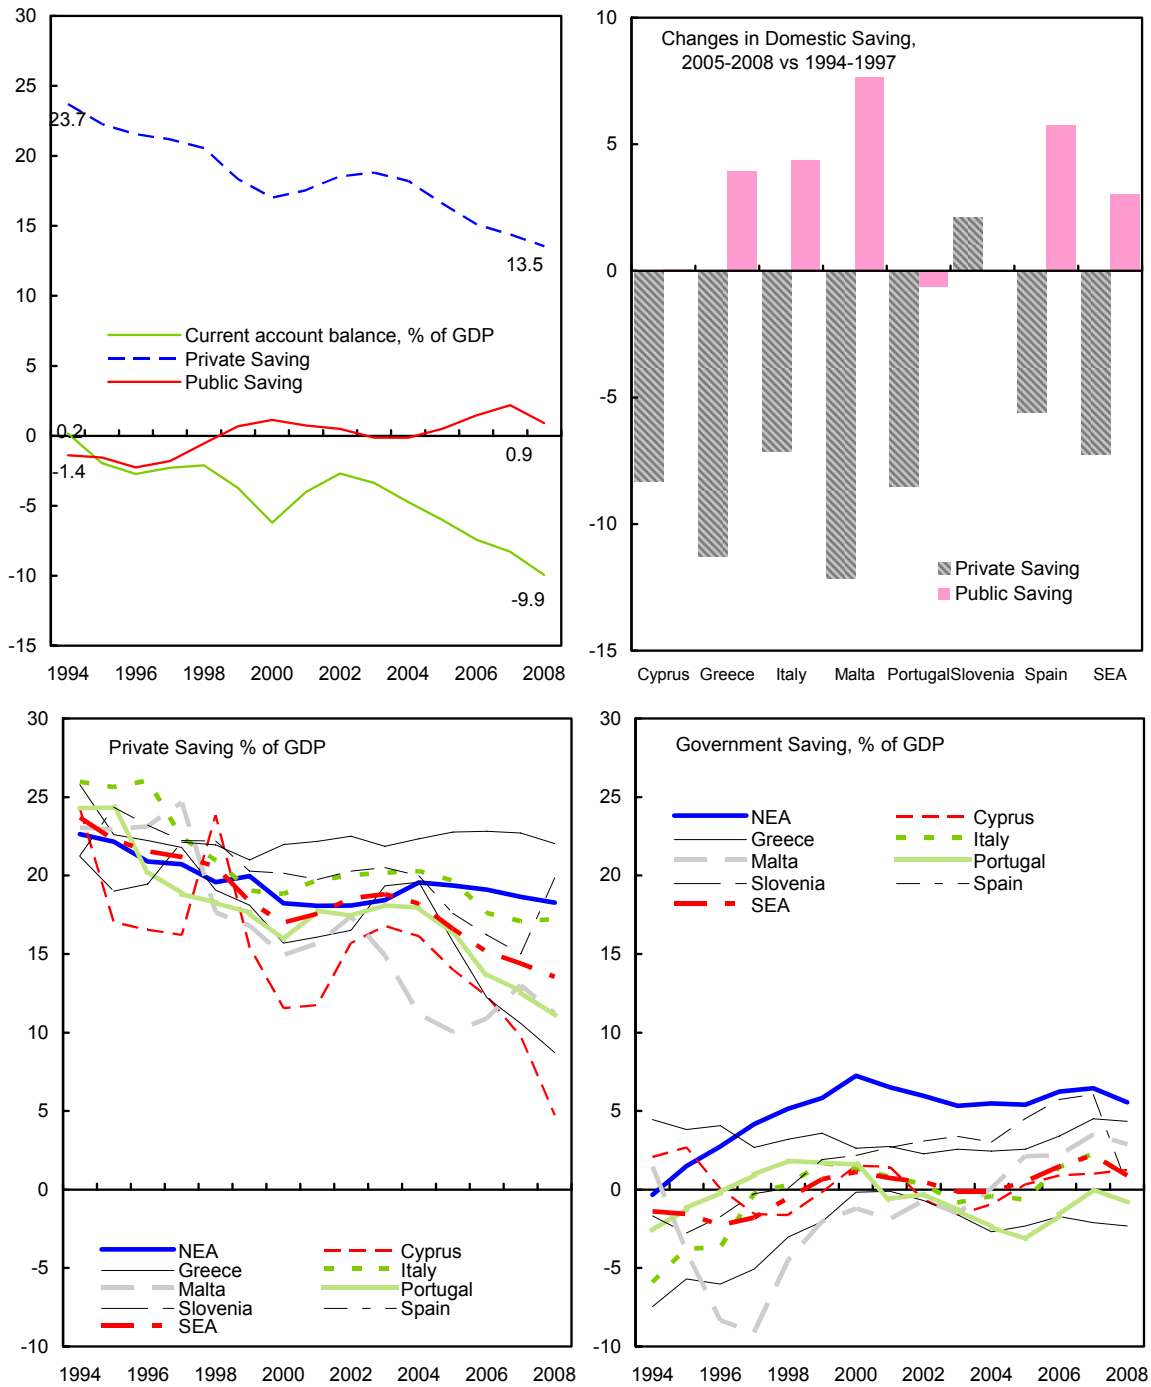 30
25
20
15
10
5
0
-5
-10
-15
23.7
13.5
Current account balance, % of GDP
Private Saving
Public Saving
0.2
-1.4
0.9
-9.9
1994 1996 1998 2000 2002 2004 2006 2008
10
5
0
-5
-10
-15
Changes in Domestic Saving,
2005-2008 vs 1994-1997
Private Saving
Public Saving
Cyprus Greece Italy Malta Portugal Slovenia Spain SEA
30
25
20
15
10
5
0
-5
-10
Private Saving % of GDP
NEA Cyprus
Greece Italy
Malta Portugal
Slovenia Spain
SEA
1994 1996 1998 2000 2002 2004 2006 2008
30
25
20
15
10
5
0
-5
-10
Government Saving, % of GDP
NEA Cyprus
Greece Italy
Malta Portugal
Slovenia Spain
SEA
1994 1996 1998 2000 2002 2004 2006 2008